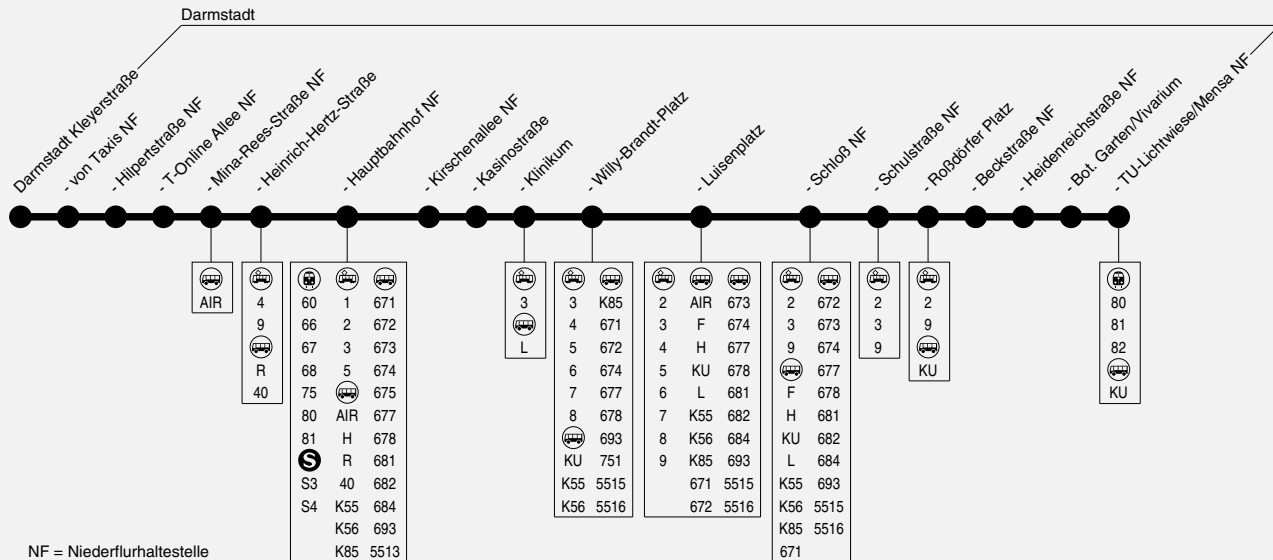 Darmstadt
Darmstadt Kleyerstraße
- von Taxis NF
- Hilpertstraße NF
- T-Online Allee NF
- Mina-Rees-Straße NF
- Heinrich-Hertz-Straße
- Hauptbahnhof NF
- Kirschenallee NF
- Kasinostraße
- Klinikum
- Willy-Brandt-Platz
- Luisenplatz
- Schloß NF
- Schulstraße NF
- Roßdörfer Platz
- Beckstraße NF
- Heidenreichstraße NF
- Bot. Garten/Vivarium
- TU-Lichtwiese/Mensa NF
AIR
4
9
R
40
60 1 671
66 2 672
67 3 673
68 5 674
75 675
80 AIR 677
81 H 678
S R 681
S3 40 682
S4 K55 684
K56 693
K85 5513
3
L
3 K85
4 671
5 672
6 674
7 677
8 678
693
KU 751
K55 5515
K56 5516
2 AIR 673
3 F 674
4 H 677
5 KU 678
6 L 681
7 K55 682
8 K56 684
9 K85 693
671 5515
672 5516
2 672
3 673
9 674
677
F 678
H 681
KU 682
L 684
K55 693
K56 5515
K85 5516
671
2
3
9
2
9
KU
80
81
82
KU
NF = Niederflurhaltestelle